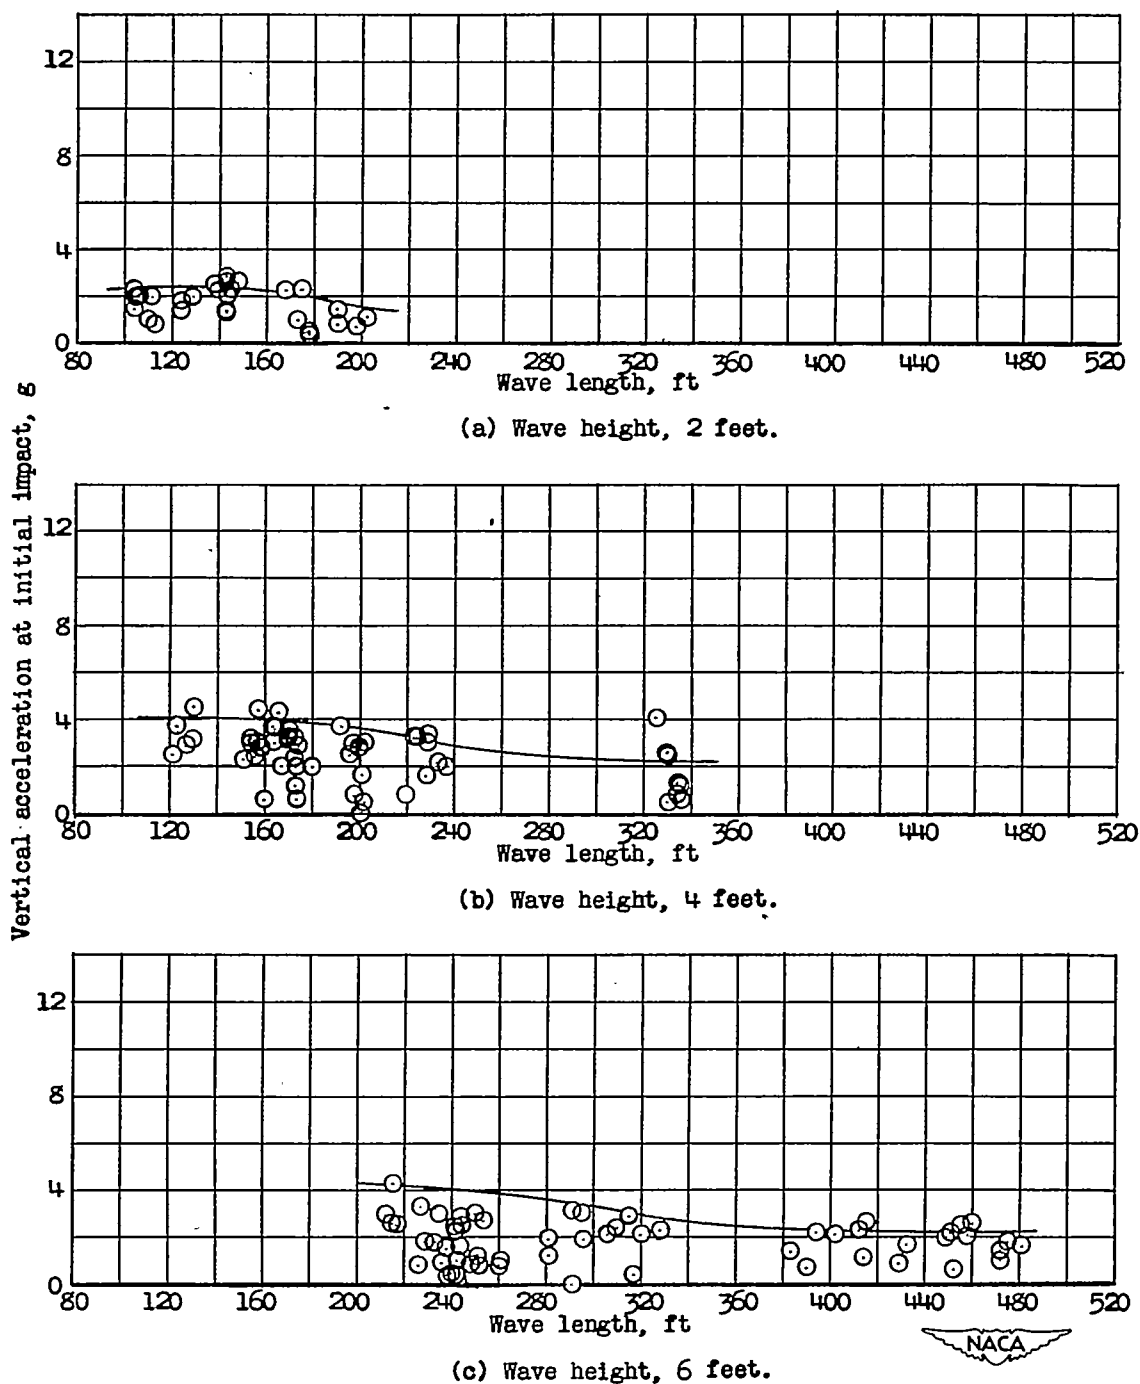 Vertical acceleration at initial impact, g
12
8
4
0
80 120 160 200 240 280 320 360 400 440 480 520
Wave length, ft
(a) Wave height, 2 feet.
12
8
4
0
80 120 160 200 240 280 320 360 400 440 480 520
Wave length, ft
(b) Wave height, 4 feet.
12
8
4
0
80 120 160 200 240 280 320 360 400 440 480 520
Wave length, ft
NACA
(c) Wave height, 6 feet.